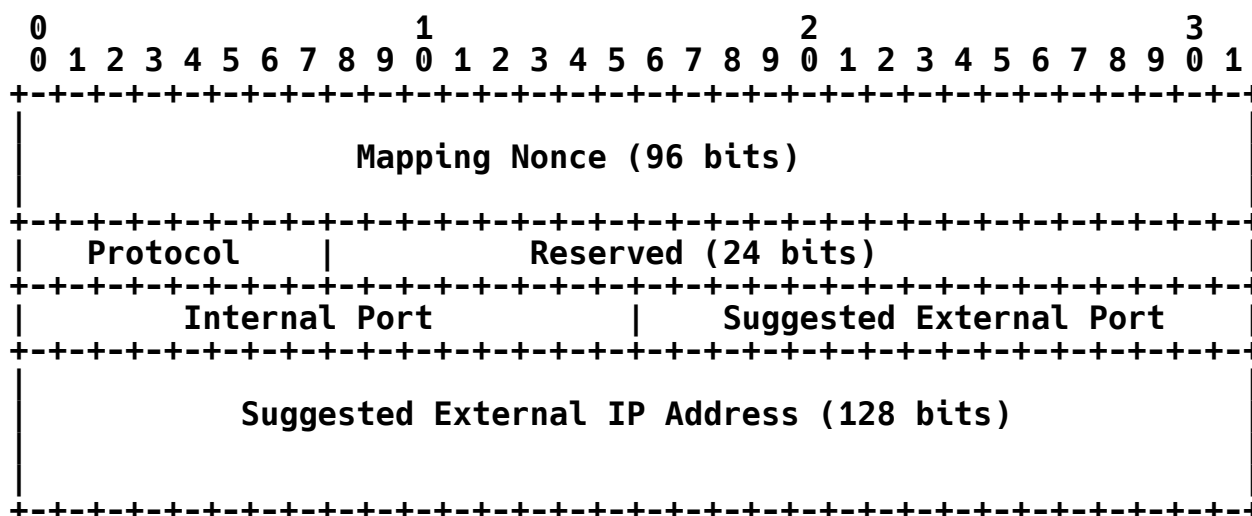 0                   1                   2                   3
 0 1 2 3 4 5 6 7 8 9 0 1 2 3 4 5 6 7 8 9 0 1 2 3 4 5 6 7 8 9 0 1
+-+-+-+-+-+-+-+-+-+-+-+-+-+-+-+-+-+-+-+-+-+-+-+-+-+-+-+-+-+-+-+-+
|                                                               |
|                 Mapping Nonce (96 bits)                       |
|                                                               |
+-+-+-+-+-+-+-+-+-+-+-+-+-+-+-+-+-+-+-+-+-+-+-+-+-+-+-+-+-+-+-+-+
|   Protocol    |          Reserved (24 bits)                   |
+-+-+-+-+-+-+-+-+-+-+-+-+-+-+-+-+-+-+-+-+-+-+-+-+-+-+-+-+-+-+-+-+
|        Internal Port          |    Suggested External Port    |
+-+-+-+-+-+-+-+-+-+-+-+-+-+-+-+-+-+-+-+-+-+-+-+-+-+-+-+-+-+-+-+-+
|                                                               |
|           Suggested External IP Address (128 bits)            |
|                                                               |
|                                                               |
+-+-+-+-+-+-+-+-+-+-+-+-+-+-+-+-+-+-+-+-+-+-+-+-+-+-+-+-+-+-+-+-+